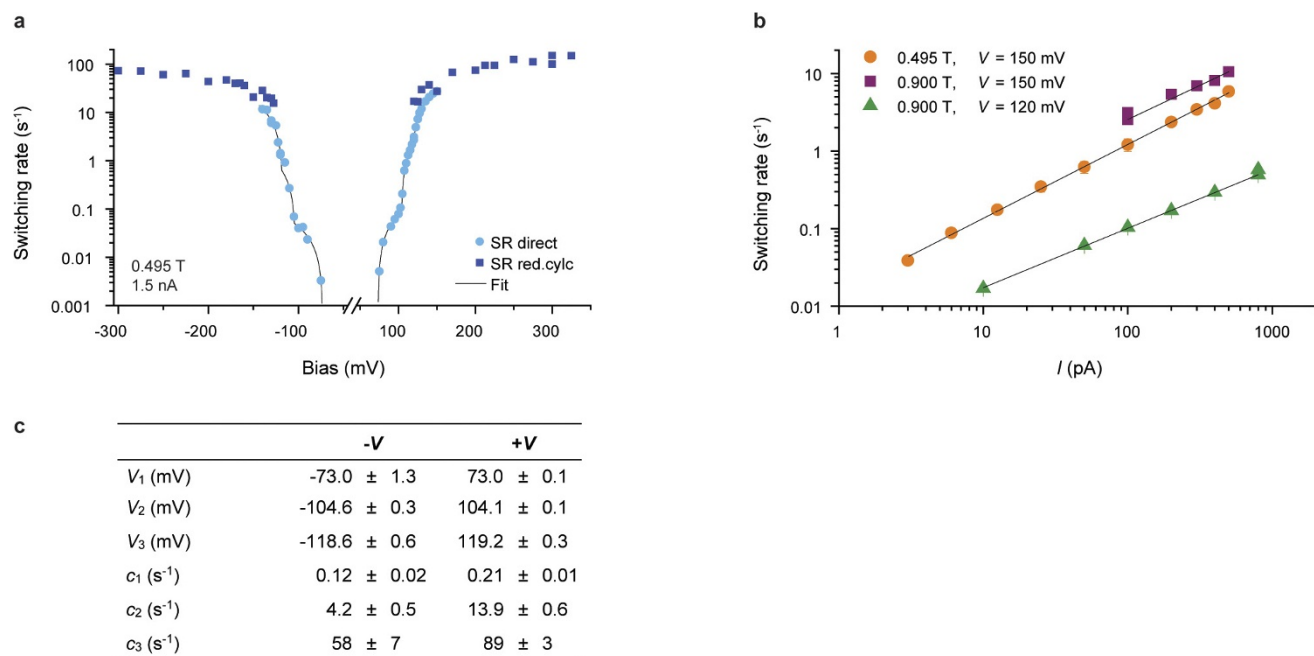 a
100
10
1
0.1
0.01
0.001
Switching rate (s⁻¹)
0.495 T
1.5 nA
SR direct
SR red.cylc
Fit
-300 -200 -100 100 200 300
Bias (mV)
b
0.495 T, V = 150 mV
0.900 T, V = 150 mV
0.900 T, V = 120 mV
10
1
0.1
0.01
Switching rate (s⁻¹)
1 10 100 1000
I (pA)
c
-V +V
V₁ (mV) -73.0 ± 1.3 73.0 ± 0.1
V₂ (mV) -104.6 ± 0.3 104.1 ± 0.1
V₃ (mV) -118.6 ± 0.6 119.2 ± 0.3
c₁ (s⁻¹) 0.12 ± 0.02 0.21 ± 0.01
c₂ (s⁻¹) 4.2 ± 0.5 13.9 ± 0.6
c₃ (s⁻¹) 58 ± 7 89 ± 3